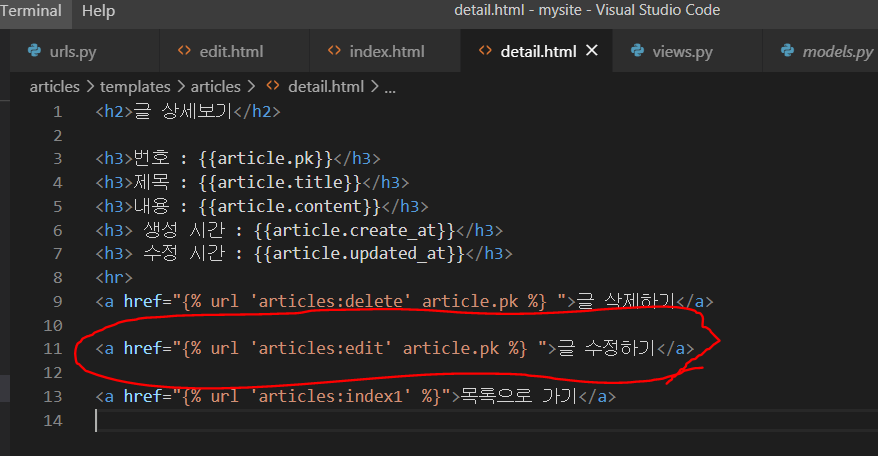 Terminal Help detail.html - mysite - Visual Studio Code
urls.py edit.html index.html detail.html views.py models.py
articles > templates > articles > detail.html > ...
1 <h2>글 상세보기</h2>
2
3 <h3>번호 : {{article.pk}}</h3>
4 <h3>제목 : {{article.title}}</h3>
5 <h3>내용 : {{article.content}}</h3>
6 <h3> 생성 시간 : {{article.create_at}}</h3>
7 <h3> 수정 시간 : {{article.updated_at}}</h3>
8 <hr>
9 <a href="{% url 'articles:delete' article.pk %} ">글 삭제하기</a>
10
11 <a href="{% url 'articles:edit' article.pk %} ">글 수정하기</a>
12
13 <a href="{% url 'articles:index1' %}">목록으로 가기</a>
14